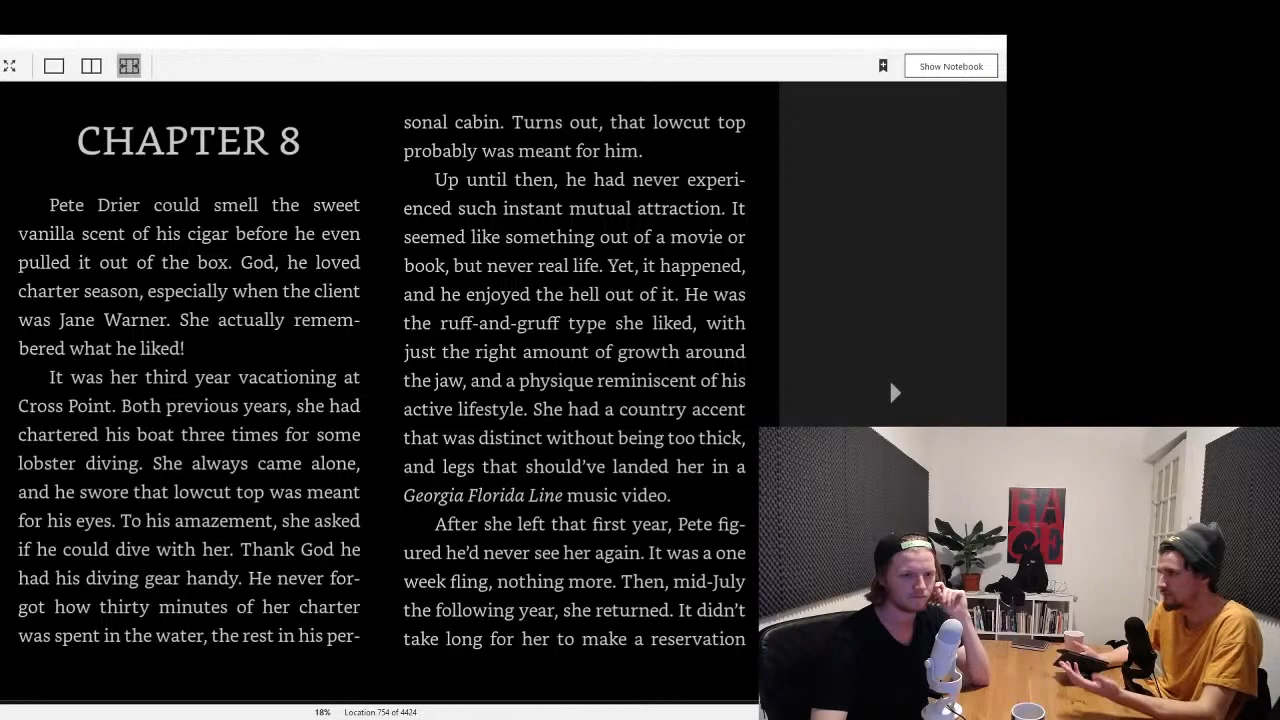 Show Notebook
CHAPTER 8
Pete Drier could smell the sweet
vanilla scent of his cigar before he even
pulled it out of the box. God, he loved
charter season, especially when the client
was Jane Warner. She actually remem-
bered what he liked!
It was her third year vacationing at
Cross Point. Both previous years, she had
chartered his boat three times for some
lobster diving. She always came alone,
and he swore that lowcut top was meant
for his eyes. To his amazement, she asked
if he could dive with her. Thank God he
had his diving gear handy. He never for-
got how thirty minutes of her charter
was spent in the water, the rest in his per-
sonal cabin. Turns out, that lowcut top
probably was meant for him.
Up until then, he had never experi-
enced such instant mutual attraction. It
seemed like something out of a movie or
book, but never real life. Yet, it happened,
and he enjoyed the hell out of it. He was
the ruff-and-gruff type she liked, with
just the right amount of growth around
the jaw, and a physique reminiscent of his
active lifestyle. She had a country accent
that was distinct without being too thick,
and legs that should've landed her in a
Georgia Florida Line music video.
After she left that first year, Pete fig-
ured he'd never see her again. It was a one
week fling, nothing more. Then, mid-July
the following year, she returned. It didn't
take long for her to make a reservation
18% Location 754 of 4424